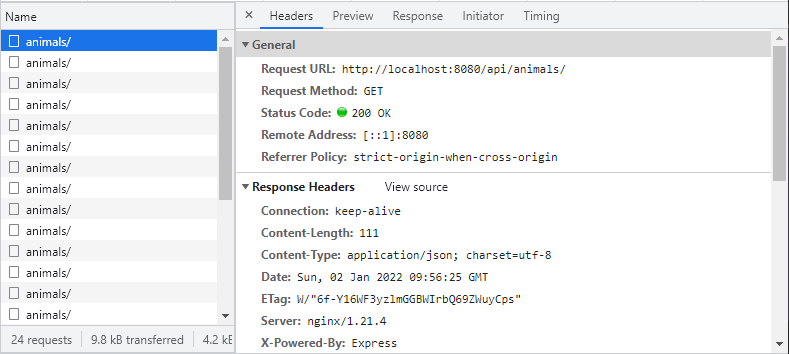 Name
animals/
animals/
animals/
animals/
animals/
animals/
animals/
animals/
animals/
animals/
animals/
animals/
animals/
animals/
24 requests 9.8 kB transferred 4.2 kE
Headers Preview Response Initiator Timing
General
Request URL: http://localhost:8080/api/animals/
Request Method: GET
Status Code: 200 OK
Remote Address: [::1]:8080
Referrer Policy: strict-origin-when-cross-origin
Response Headers View source
Connection: keep-alive
Content-Length: 111
Content-Type: application/json; charset=utf-8
Date: Sun, 02 Jan 2022 09:56:25 GMT
ETag: W/"6f-Y16WF3yzlmGGBWIrbQ69ZWuyCps"
Server: nginx/1.21.4
X-Powered-By: Express